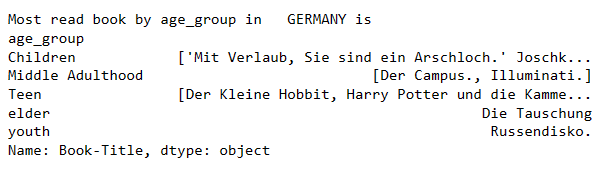 Most read book by age_group in   GERMANY is
age_group
Children             ['Mit Verlaub, Sie sind ein Arschloch.' Joschk...
Middle Adulthood                             [Der Campus., Illuminati.]
Teen                 [Der Kleine Hobbit, Harry Potter und die Kamme...
elder                                                     Die Tauschung
youth                                                      Russendisko.
Name: Book-Title, dtype: object